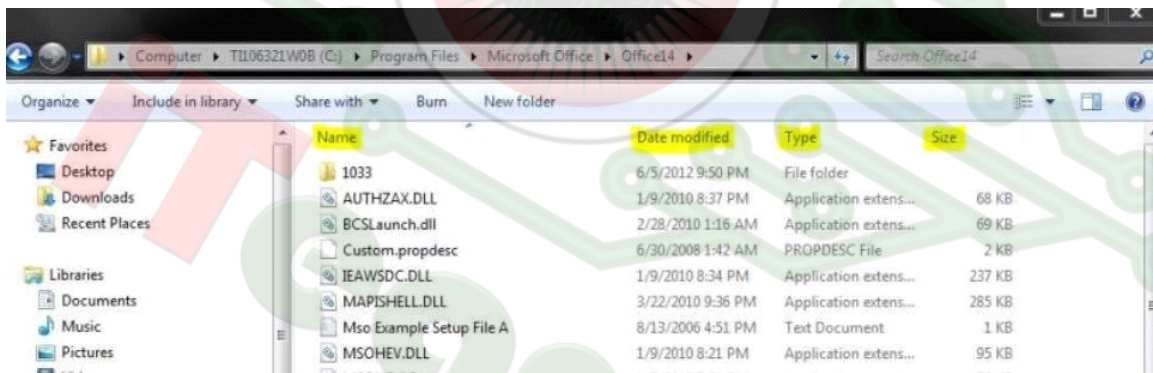 Computer ▸ TI106321W0B (C:) ▸ Program Files ▸ Microsoft Office ▸ Office14 ▸ Search Office14
Organize Include in library Share with Burn New folder
Favorites
Desktop
Downloads
Recent Places
Libraries
Documents
Music
Pictures
Name Date modified Type Size
1033 6/5/2012 9:50 PM File folder
AUTHZAX.DLL 1/9/2010 8:37 PM Application extens... 68 KB
BCSLaunch.dll 2/28/2010 1:16 AM Application extens... 69 KB
Custom.propdesc 6/30/2008 1:42 AM PROPDESC File 2 KB
IEAWSDC.DLL 1/9/2010 8:34 PM Application extens... 237 KB
MAPISHELL.DLL 3/22/2010 9:36 PM Application extens... 285 KB
Mso Example Setup File A 8/13/2006 4:51 PM Text Document 1 KB
MSOHEV.DLL 1/9/2010 8:21 PM Application extens... 95 KB